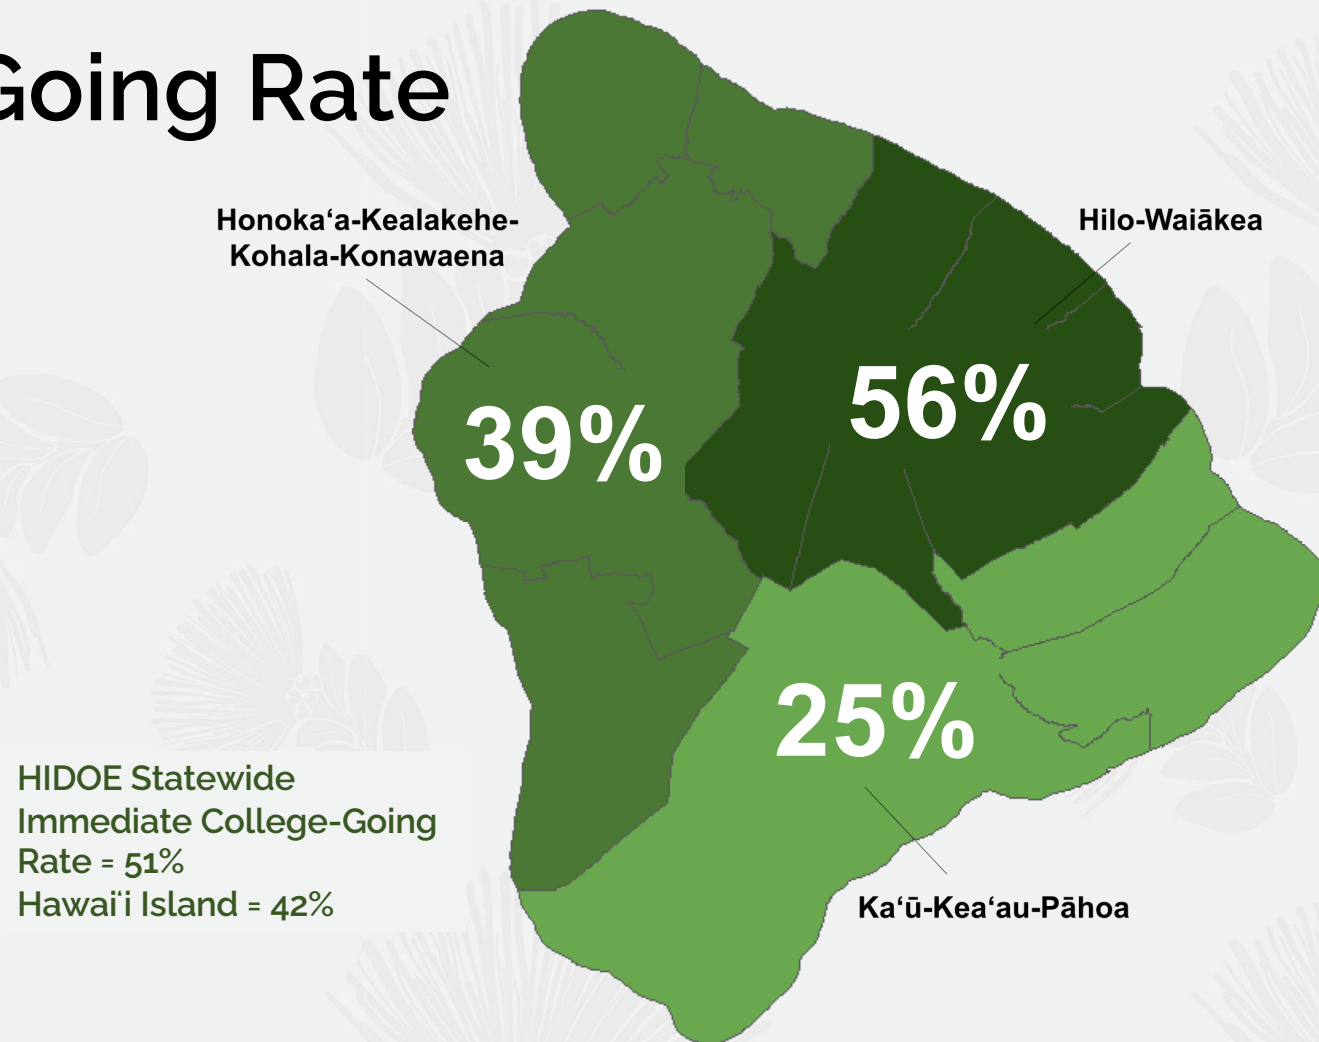 Going Rate
Honokaʻa-Kealakehe-
Kohala-Konawaena
Hilo-Waiākea
56%
39%
25%
HIDOE Statewide
Immediate College-Going
Rate = 51%
Hawaiʻi Island = 42%
Kaʻū-Keaʻau-Pāhoa